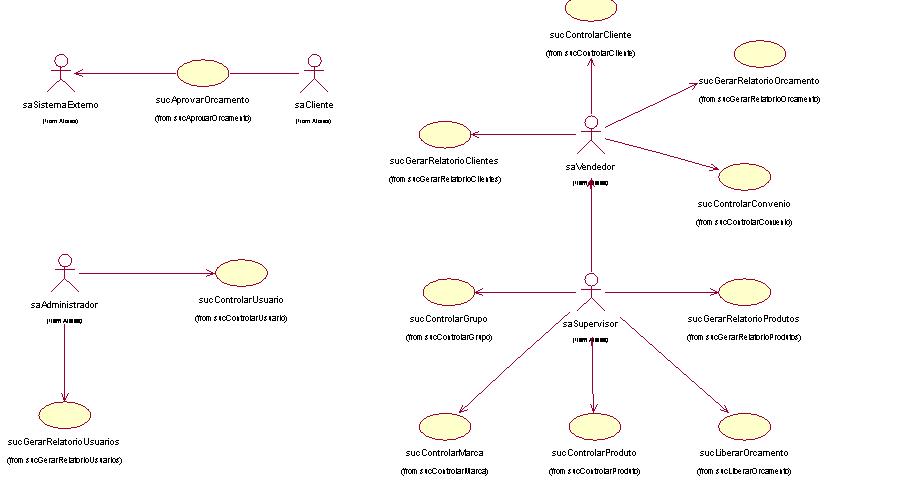 sucControlarCliente
(from sucControlarCliente)
sucGerarRelatorioOrcamento
(from sucGerarRelatorioOrcamento)
saSistemaExterno
(from Atores)
sucAprovarOrcamento
(from sucAprovarOrcamento)
saCliente
(from Atores)
sucGerarRelatorioClientes
(from sucGerarRelatorioClientes)
saVendedor
(from Atores)
sucControlarConvenio
(from sucControlarConvenio)
saAdministrador
(from Atores)
sucControlarUsuario
(from sucControlarUsuario)
sucControlarGrupo
(from sucControlarGrupo)
saSupervisor
(from Atores)
sucGerarRelatorioProdutos
(from sucGerarRelatorioProdutos)
sucGerarRelatorioUsuarios
(from sucGerarRelatorioUsuarios)
sucControlarMarca
(from sucControlarMarca)
sucControlarProduto
(from sucControlarProduto)
sucLiberarOrcamento
(from sucLiberarOrcamento)